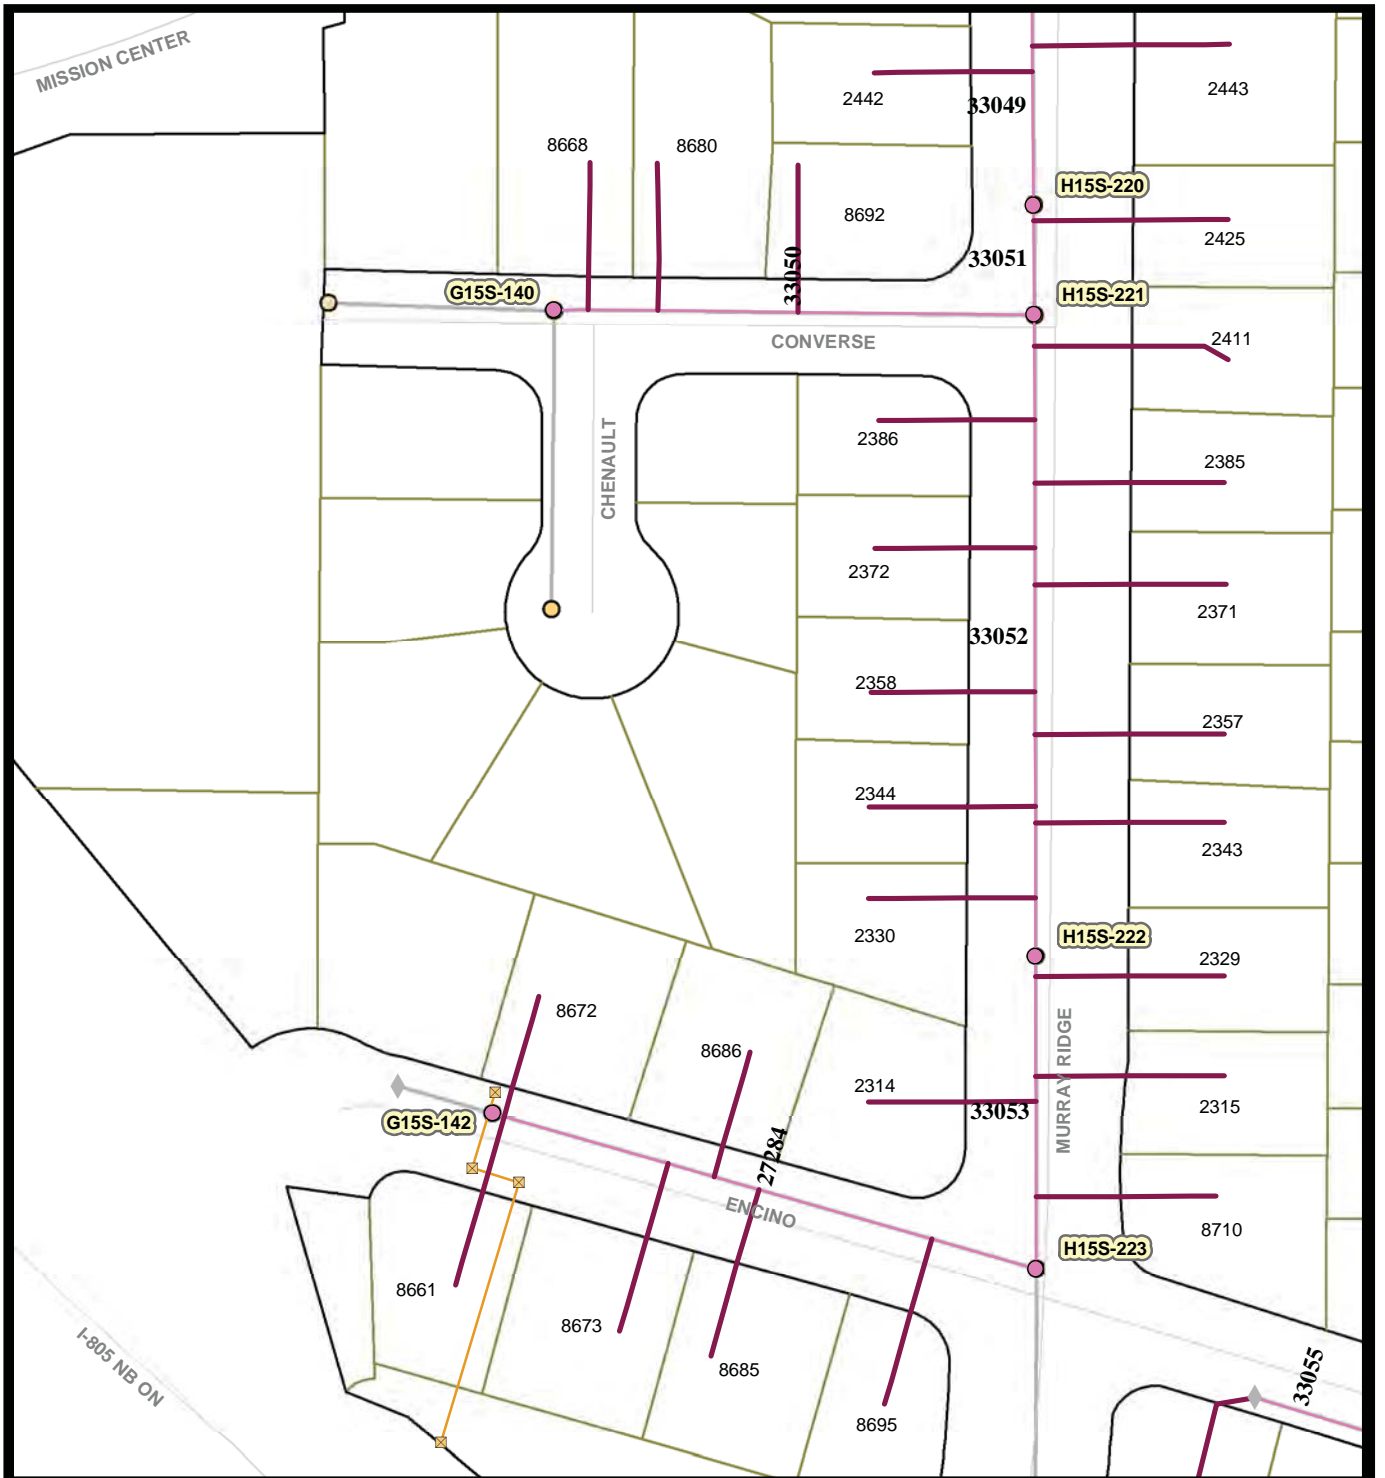 MISSION CENTER
2442
33049
2443
8668
8680
H15S-220
8692
2425
33051
33050
G15S-140
H15S-221
CONVERSE
2411
2386
CHENAULT
2385
2372
2371
33052
2358
2357
2344
2343
2330
H15S-222
2329
8672
MURRAY RIDGE
8686
2314
33053
2315
G15S-142
27284
ENCINO
8710
H15S-223
8661
8673
I-805 NB ON
8685
33055
8695